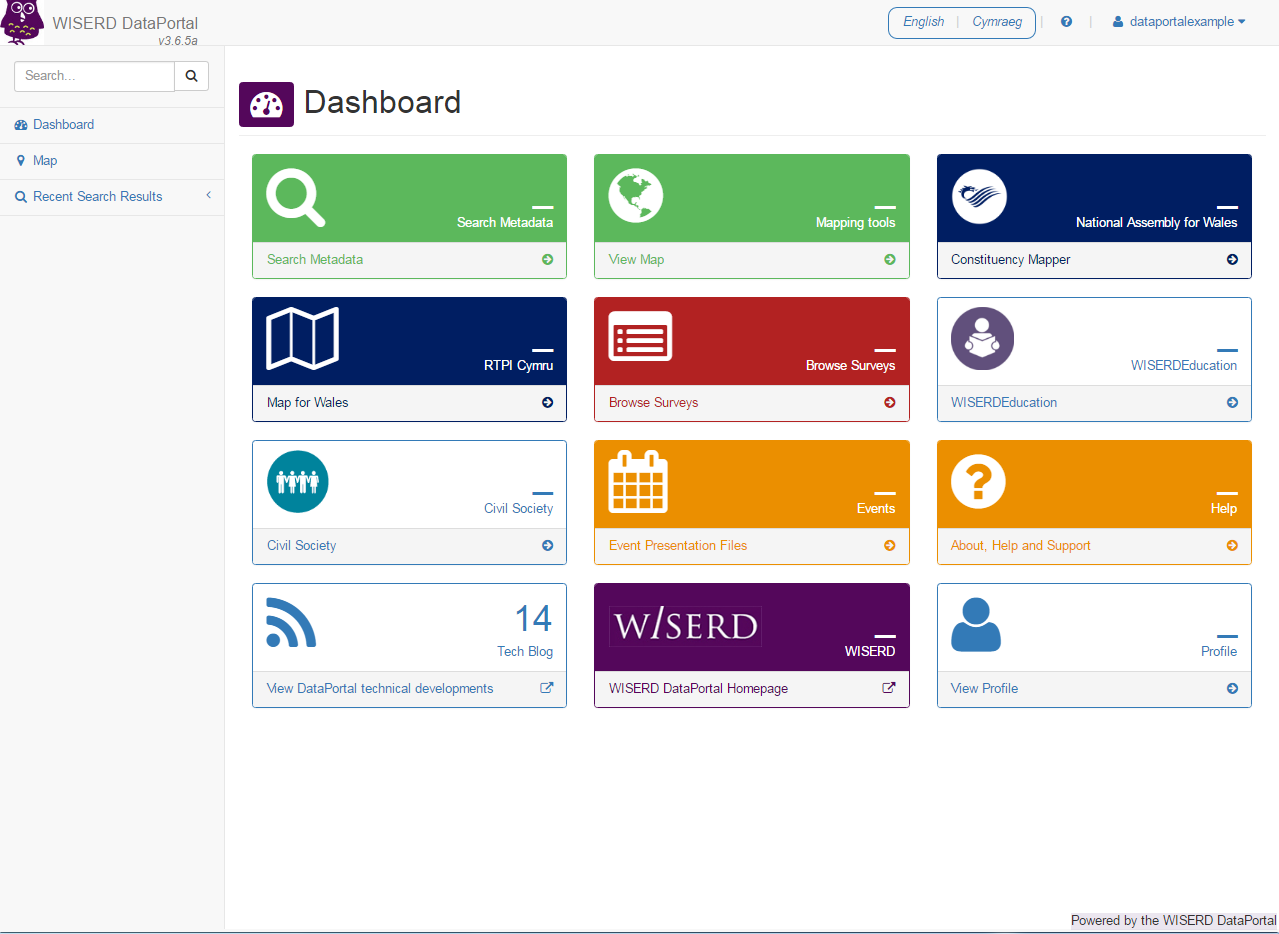 WISERD DataPortal
v3.6.5a
English | Cymraeg
dataportalexample
Search...
Dashboard
Map
Recent Search Results
Dashboard
Search Metadata
Search Metadata
Mapping tools
View Map
National Assembly for Wales
Constituency Mapper
RTPI Cymru
Map for Wales
Browse Surveys
Browse Surveys
WISERDEducation
WISERDEducation
Civil Society
Civil Society
Events
Event Presentation Files
Help
About, Help and Support
14
Tech Blog
View DataPortal technical developments
W/SERD
WISERD
WISERD DataPortal Homepage
Profile
View Profile
Powered by the WISERD DataPortal